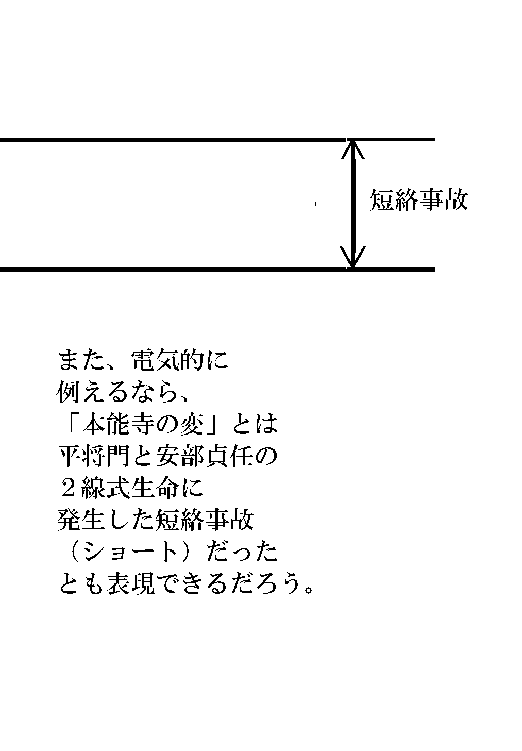 短絡事故
また、電気的に
例えるなら、
「本能寺の変」とは
平将門と安部貞任の
２線式生命に
発生した短絡事故
（ショート）だった
とも表現できるだろう。